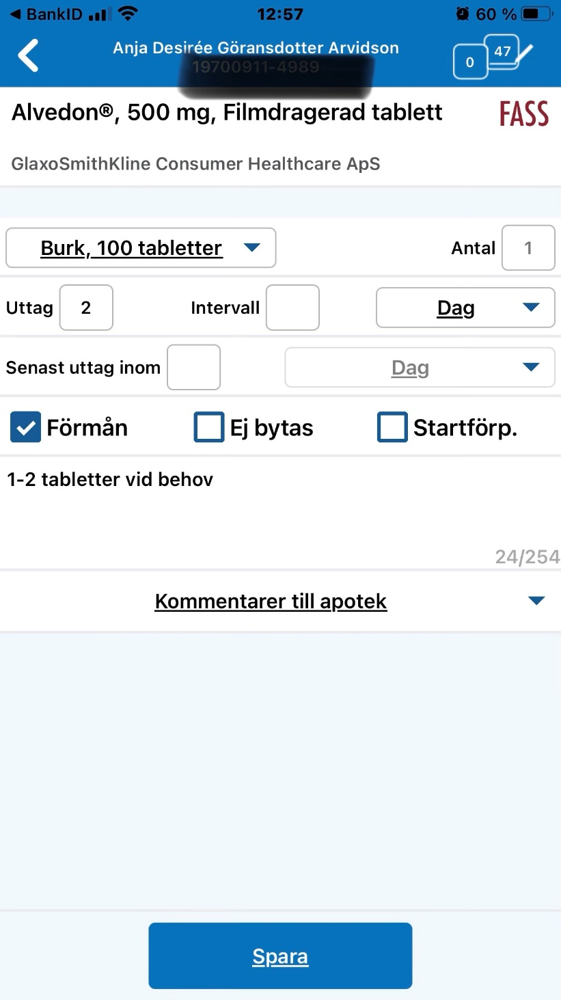 BankID 12:57 60 %
Anja Desirée Göransdotter Arvidson
0 47
Alvedon®, 500 mg, Filmdragerad tablett FASS
GlaxoSmithKline Consumer Healthcare ApS
Burk, 100 tabletter Antal 1
Uttag 2 Intervall Dag
Senast uttag inom Dag
Förmån Ej bytas Startförp.
1-2 tabletter vid behov
24/254
Kommentarer till apotek
Spara